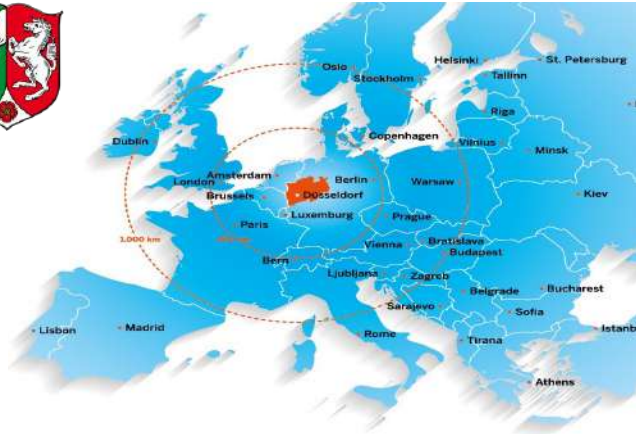 Oslo
Helsinki
St. Petersburg
Stockholm
Tallinn
Riga
Dublin
Copenhagen
Vilnius
Minsk
Amsterdam
Berlin
London
Warsaw
Brussels
Düsseldorf
Kiev
Luxemburg
Prague
Paris
1.000 km
Vienna
Bratislava
Budapest
Bern
Ljubljana
Zagreb
Belgrade
Bucharest
Sarajevo
Sofia
Lisbon
Madrid
Rome
Tirana
Istanb
Athens